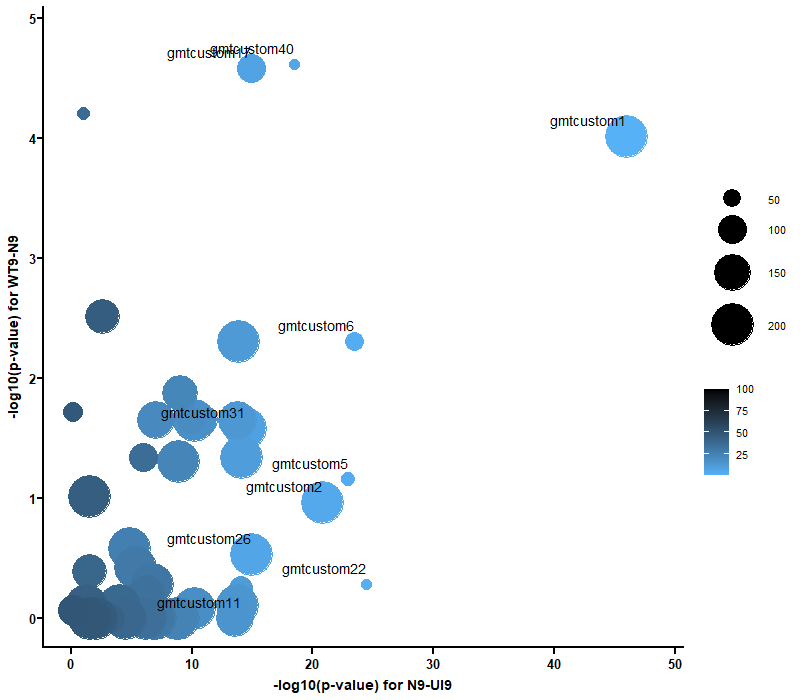 5
4
3
2
1
0
-log10(p-value) for WT9-N9
gmtcustom17
gmtcustom40
gmtcustom1
gmtcustom6
gmtcustom31
gmtcustom5
gmtcustom2
gmtcustom26
gmtcustom22
gmtcustom11
0
10
20
30
40
50
-log10(p-value) for N9-UI9
50
100
150
200
100
75
50
25